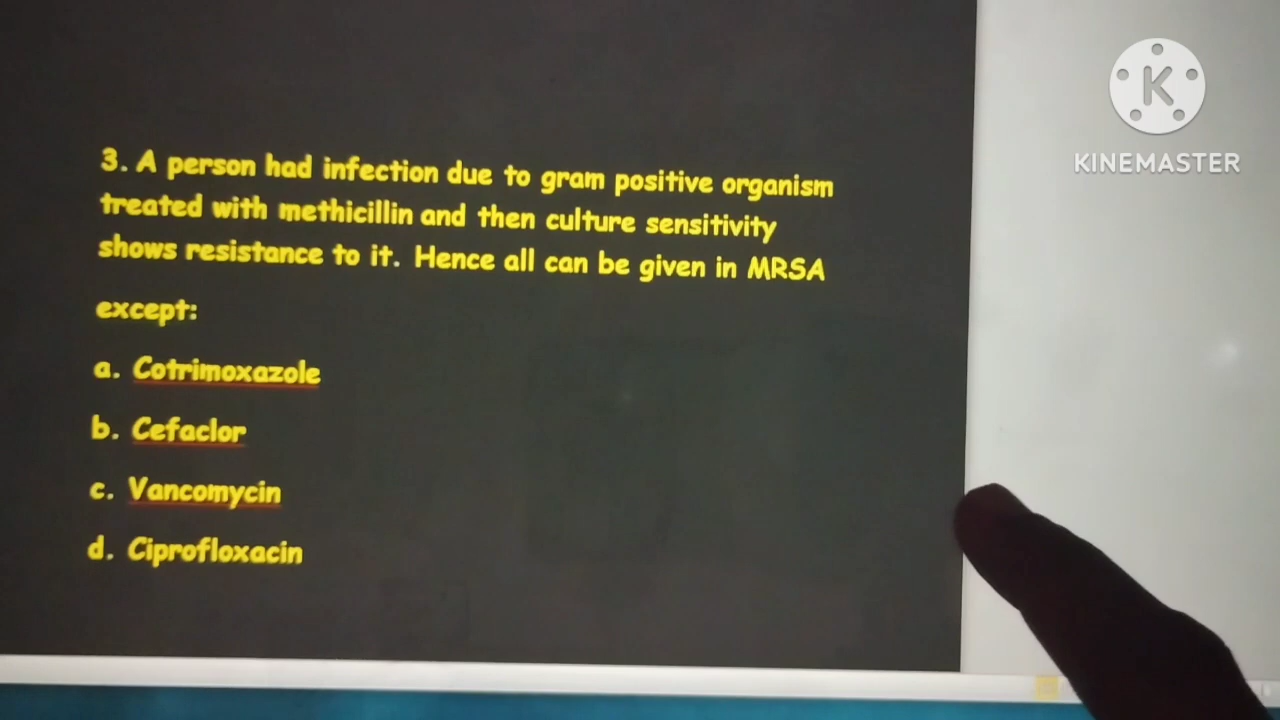 KINEMASTER
3. A person had infection due to gram positive organism
treated with methicillin and then culture sensitivity
shows resistance to it. Hence all can be given in MRSA
except:
a. Cotrimoxazole
b. Cefaclor
c. Vancomycin
d. Ciprofloxacin